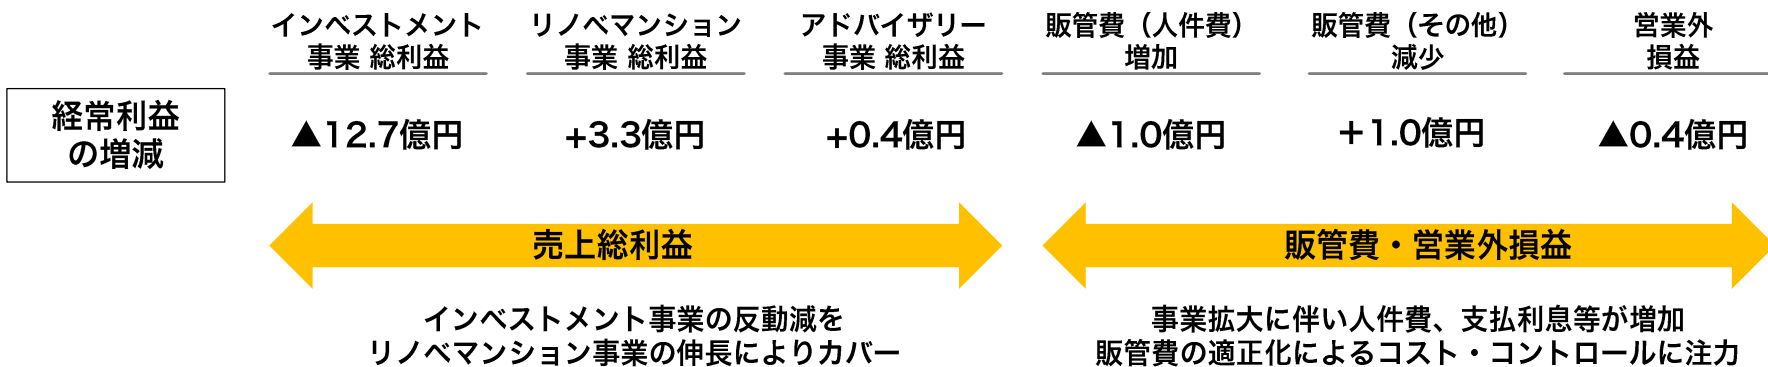 インベストメント
事業 総利益
リノベマンション
事業 総利益
アドバイザリー
事業 総利益
販管費（人件費）
増加
販管費（その他）
減少
営業外
損益
経常利益
の増減
▲12.7億円
+3.3億円
+0.4億円
▲1.0億円
＋1.0億円
▲0.4億円
売上総利益
販管費・営業外損益
インベストメント事業の反動減を
リノベマンション事業の伸長によりカバー
事業拡大に伴い人件費、支払利息等が増加
販管費の適正化によるコスト・コントロールに注力